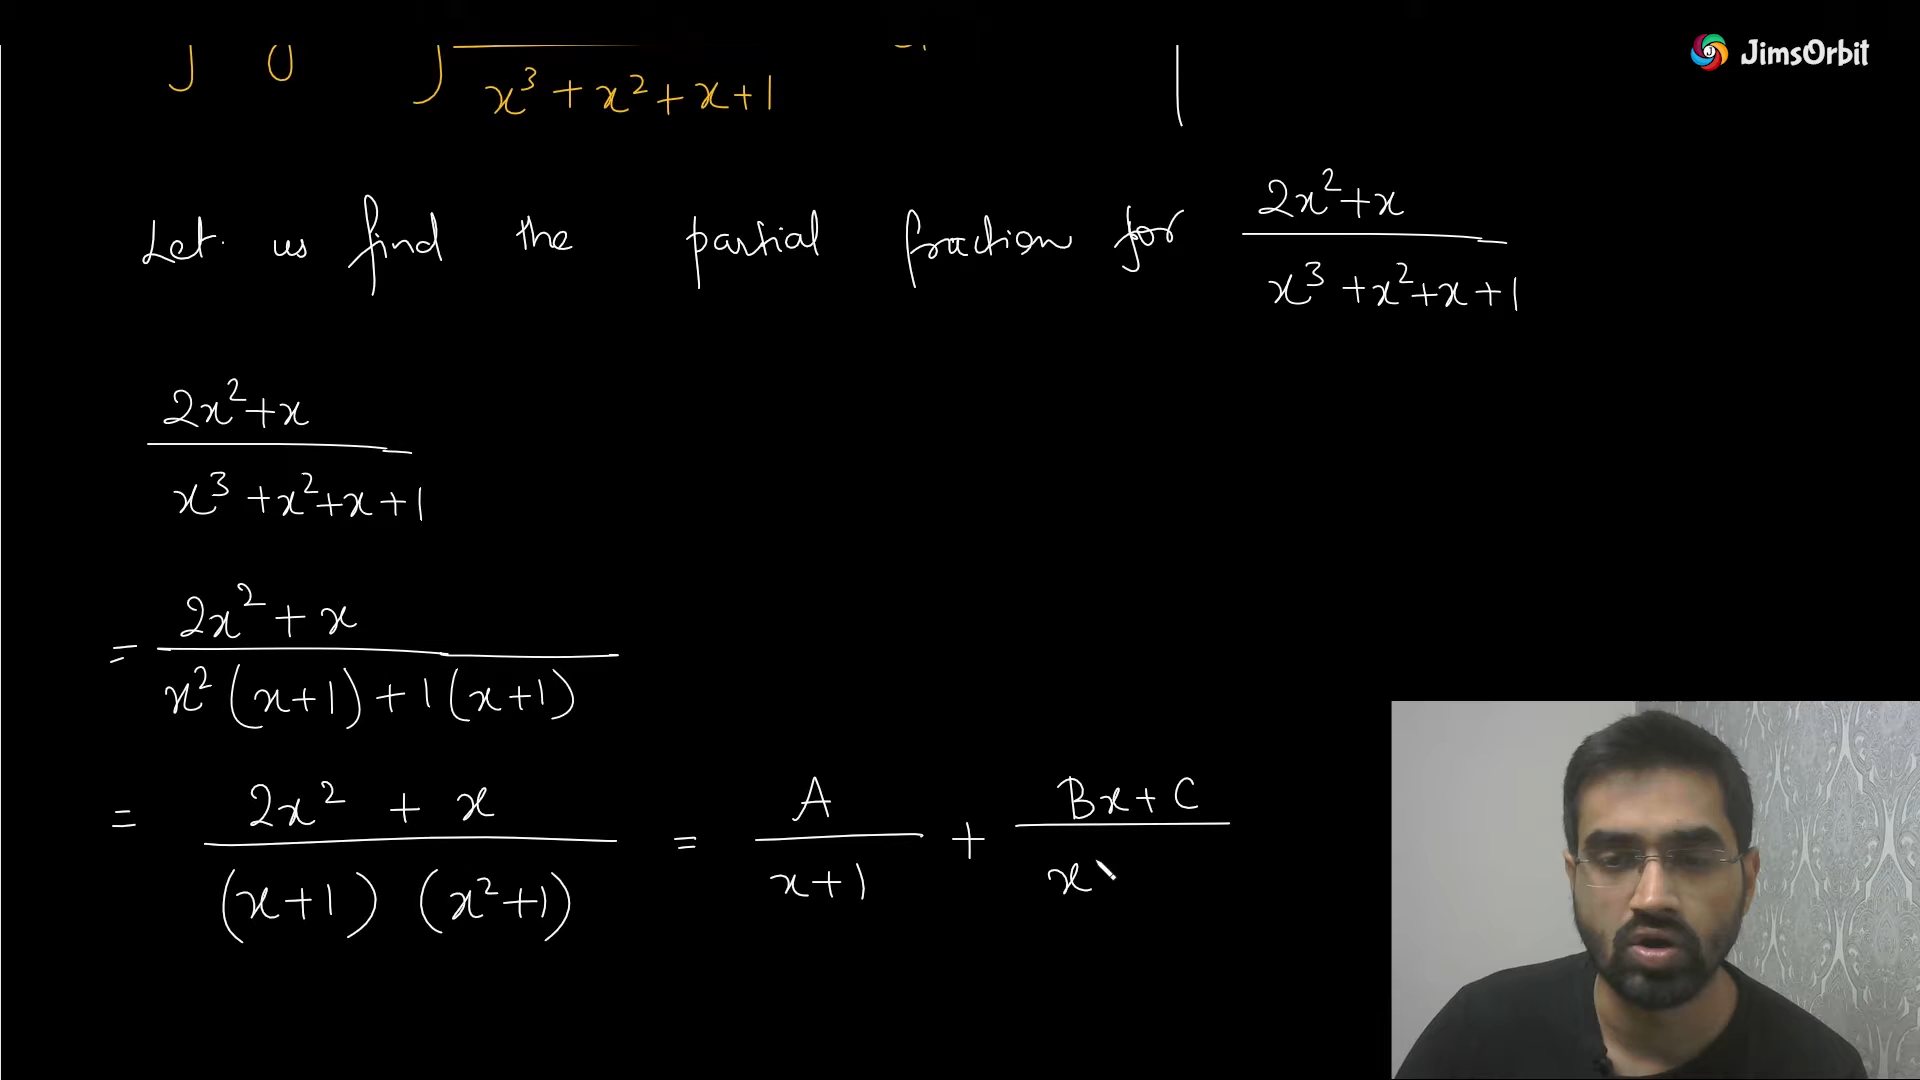 JimsOrbit
x³ + x² + x + 1
Let us find the partial fraction for 2x² + x / x³ + x² + x + 1
2x² + x
x³ + x² + x + 1
= 2x² + x / x² (x+1) + 1 (x+1)
= 2x² + x / (x+1) (x²+1) = A / x+1 + Bx + C / x